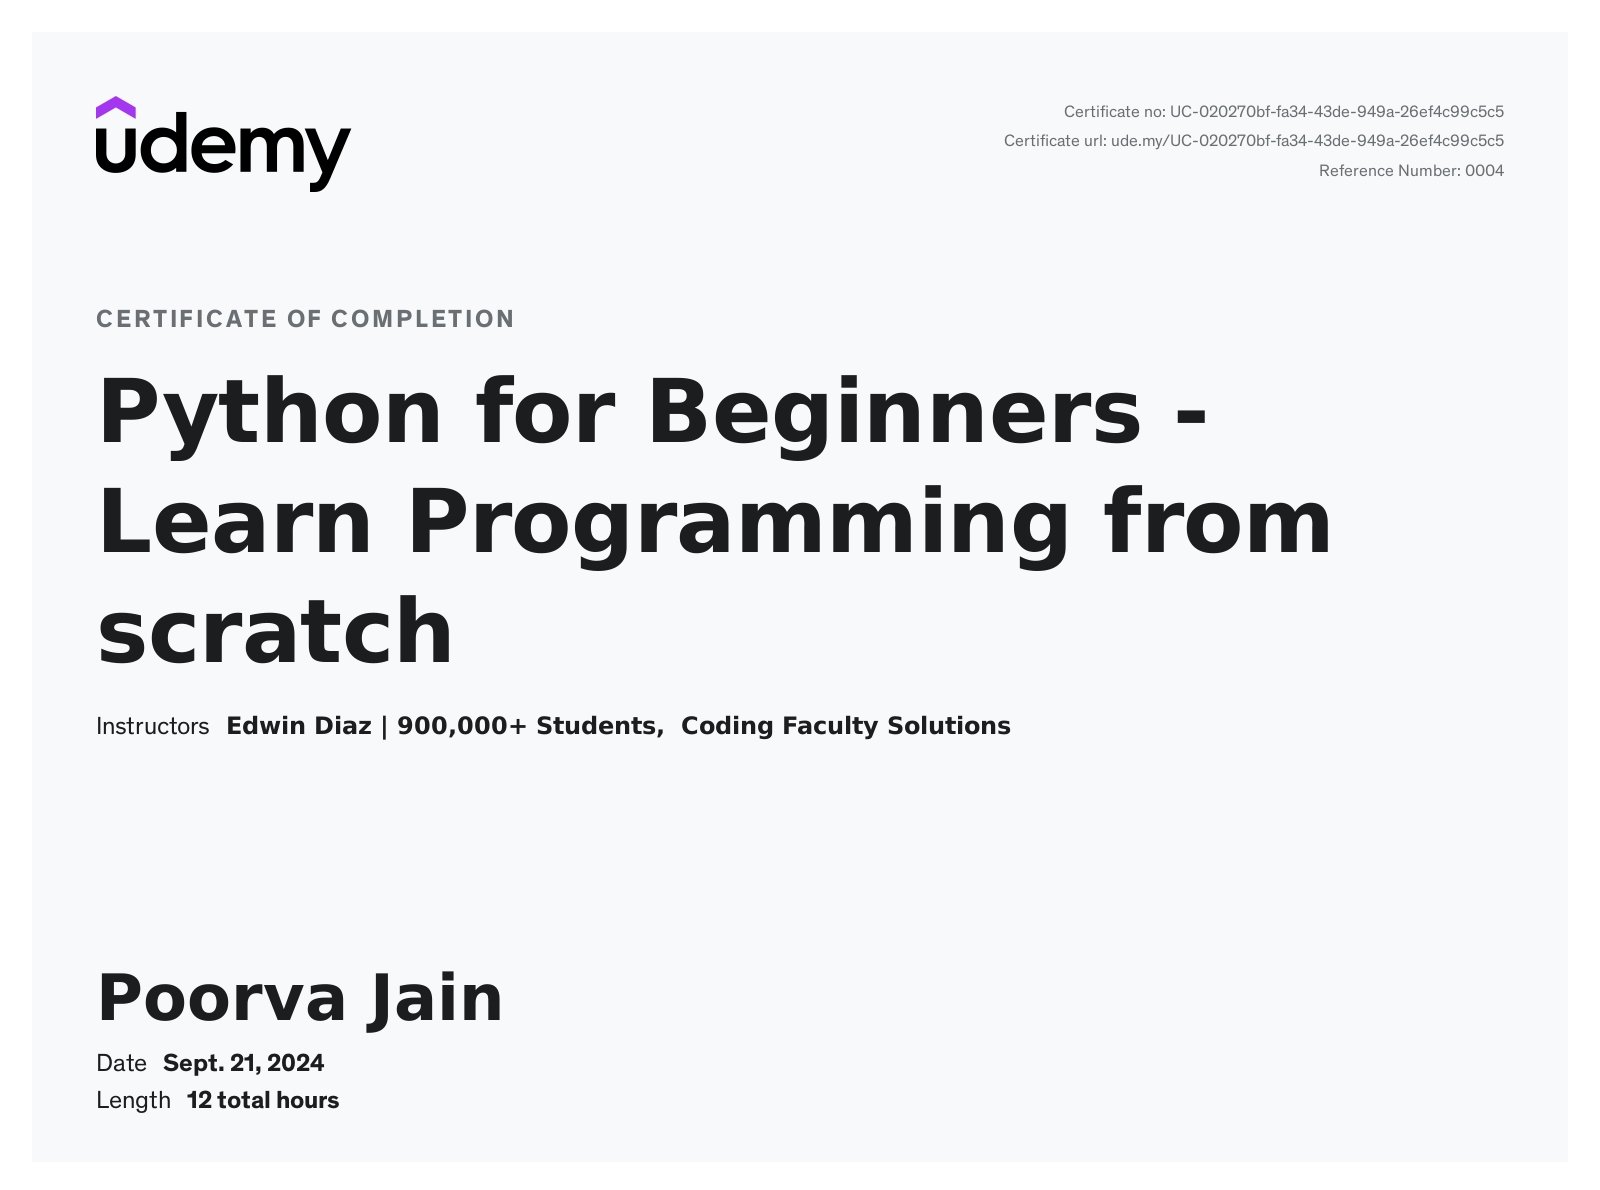 udemy
Certificate no: UC-020270bf-fa34-43de-949a-26ef4c99c5c5
Certificate url: ude.my/UC-020270bf-fa34-43de-949a-26ef4c99c5c5
Reference Number: 0004
CERTIFICATE OF COMPLETION
Python for Beginners -
Learn Programming from
scratch
Instructors Edwin Diaz | 900,000+ Students, Coding Faculty Solutions
Poorva Jain
Date Sept. 21, 2024
Length 12 total hours